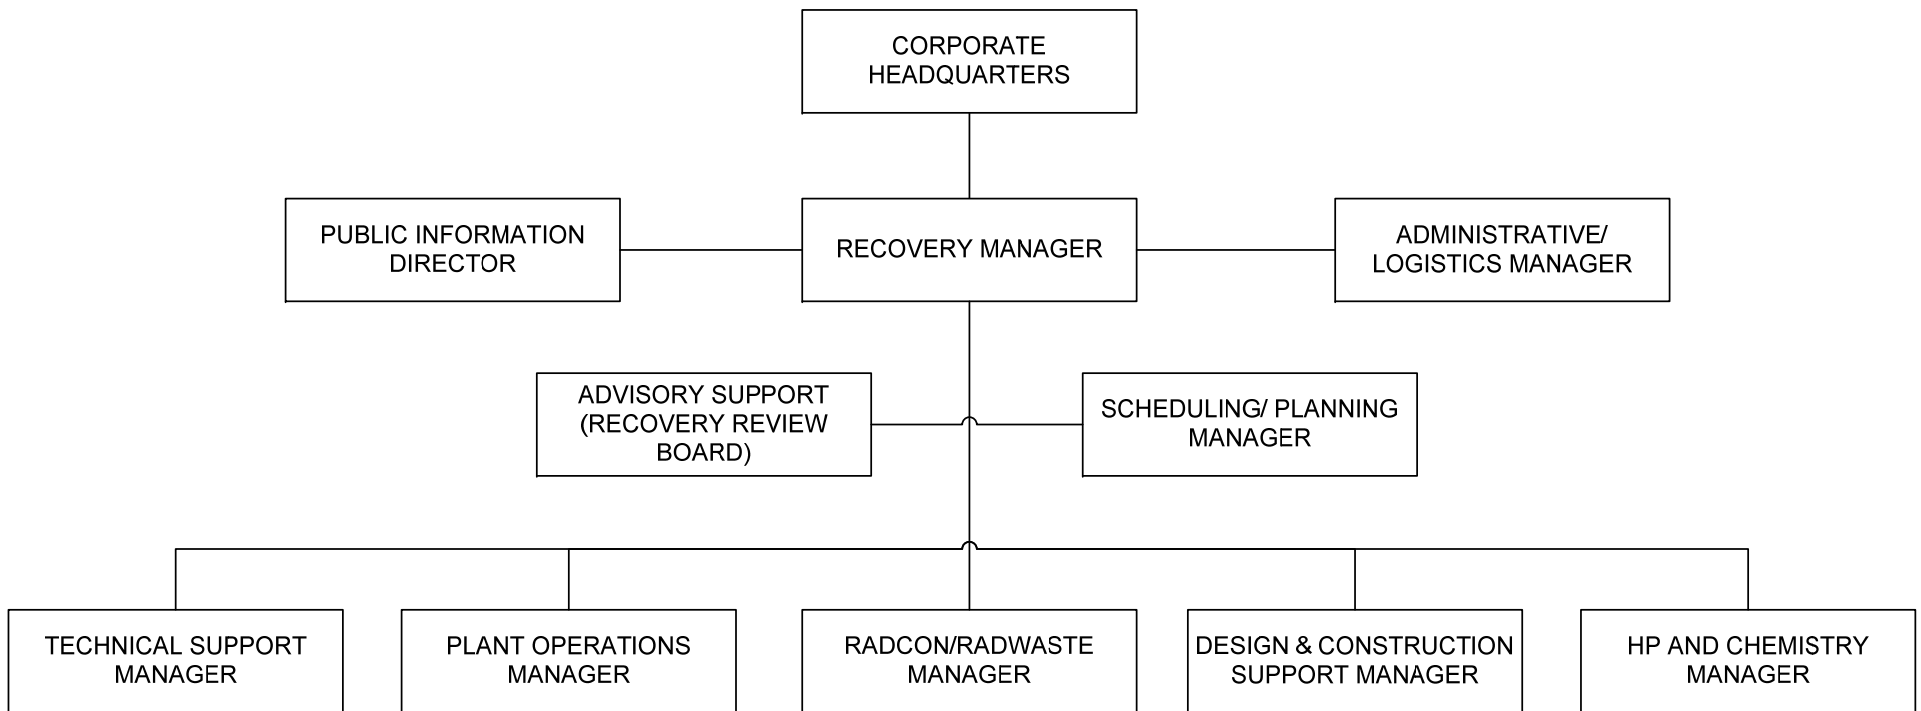 CORPORATE
HEADQUARTERS
PUBLIC INFORMATION
DIRECTOR
RECOVERY MANAGER
ADMINISTRATIVE/
LOGISTICS MANAGER
ADVISORY SUPPORT
(RECOVERY REVIEW
BOARD)
SCHEDULING/ PLANNING
MANAGER
TECHNICAL SUPPORT
MANAGER
PLANT OPERATIONS
MANAGER
RADCON/RADWASTE
MANAGER
DESIGN & CONSTRUCTION
SUPPORT MANAGER
HP AND CHEMISTRY
MANAGER